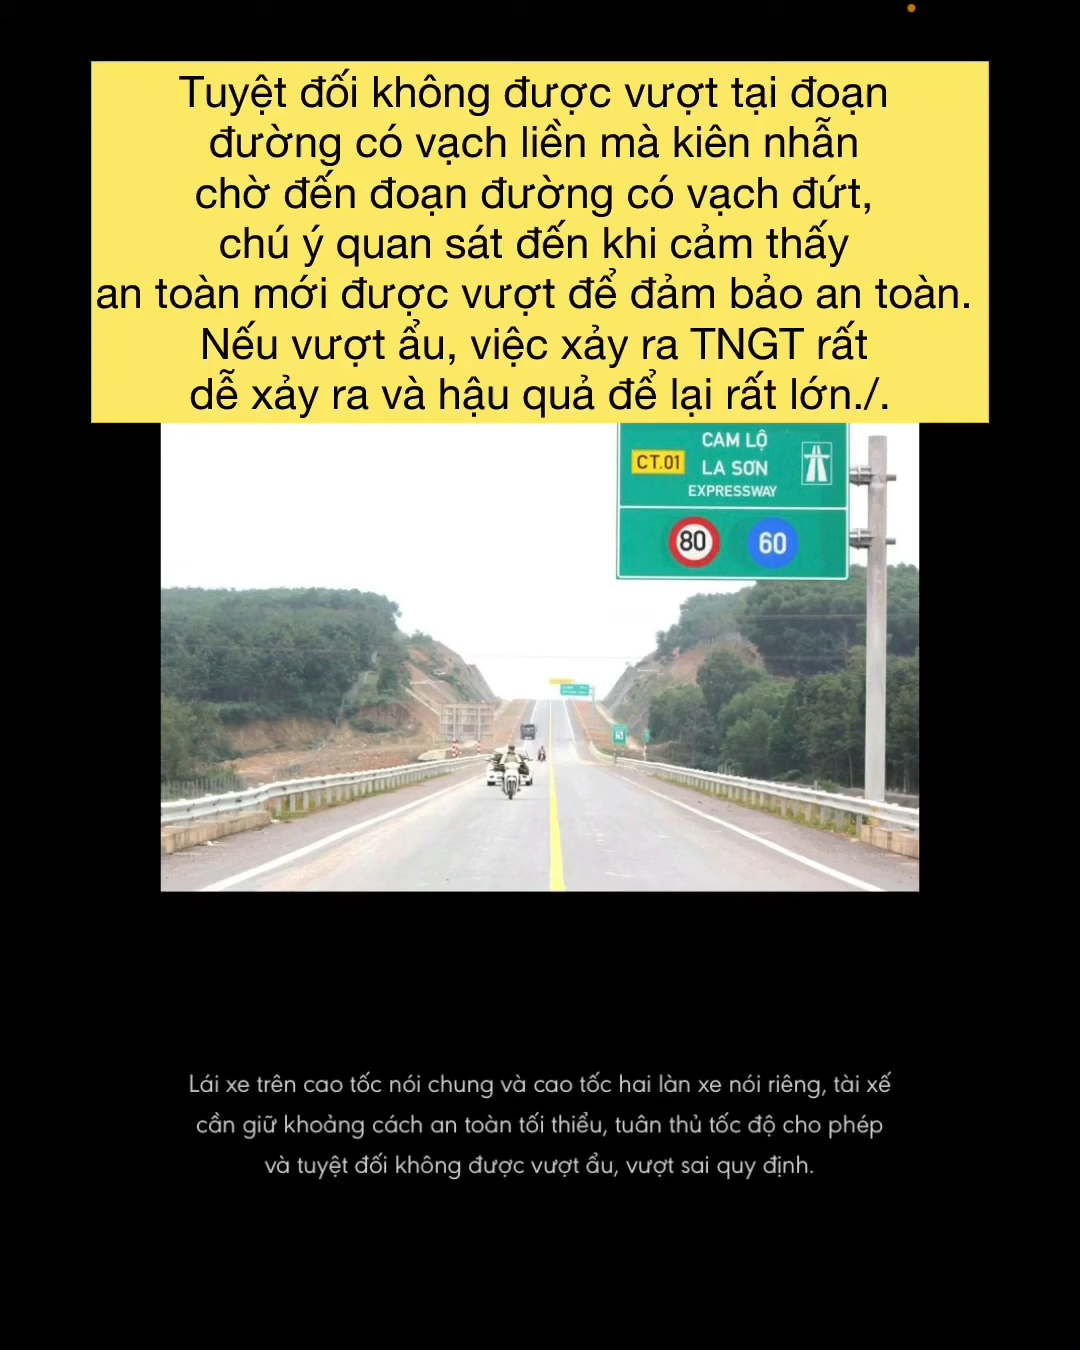 Tuyệt đối không được vượt tại đoạn
đường có vạch liền mà kiên nhẫn
chờ đến đoạn đường có vạch đứt,
chú ý quan sát đến khi cảm thấy
an toàn mới được vượt để đảm bảo an toàn.
Nếu vượt ẩu, việc xảy ra TNGT rất
dễ xảy ra và hậu quả để lại rất lớn./.
CAM LỘ
CT.01
LA SƠN
EXPRESSWAY
80 60
Lái xe trên cao tốc nói chung và cao tốc hai làn xe nói riêng, tài xế
cần giữ khoảng cách an toàn tối thiểu, tuân thủ tốc độ cho phép
và tuyệt đối không được vượt ẩu, vượt sai quy định.